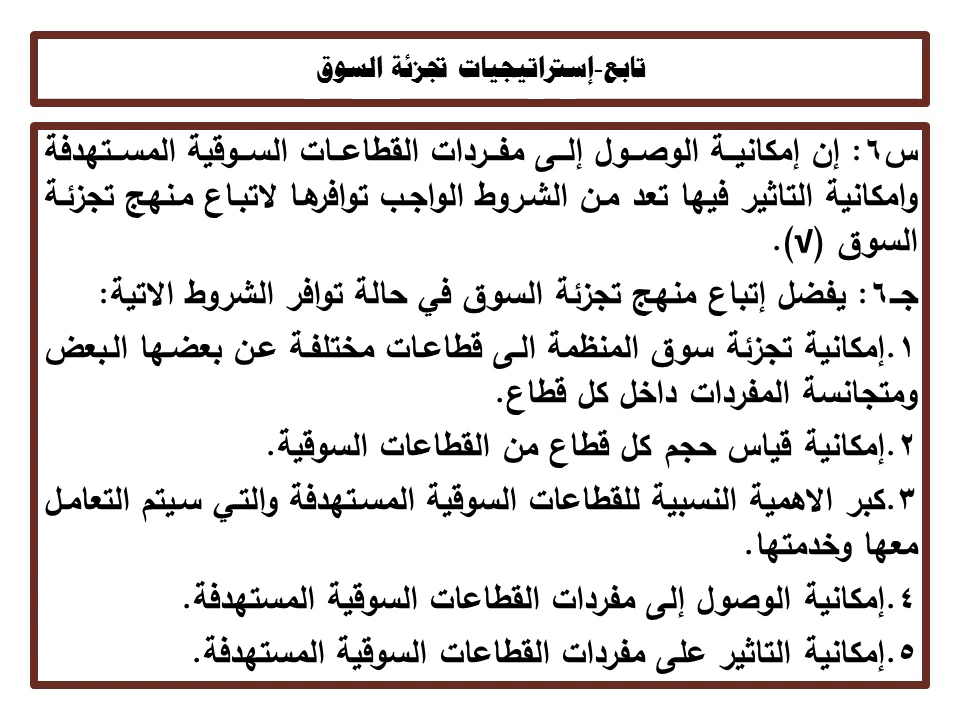 تابع-إستراتيجيات تجزئة السوق
س٦: إن إمكانية الوصول إلى مفردات القطاعات السوقية المستهدفة
وامكانية التاثير فيها تعد من الشروط الواجب توافرها لاتباع منهج تجزئة
السوق (√).
جـ٦: يفضل إتباع منهج تجزئة السوق في حالة توافر الشروط الاتية:
١.إمكانية تجزئة سوق المنظمة الى قطاعات مختلفة عن بعضها البعض
ومتجانسة المفردات داخل كل قطاع.
٢.إمكانية قياس حجم كل قطاع من القطاعات السوقية.
٣.كبر الاهمية النسبية للقطاعات السوقية المستهدفة والتي سيتم التعامل
معها وخدمتها.
٤.إمكانية الوصول إلى مفردات القطاعات السوقية المستهدفة.
٥.إمكانية التاثير على مفردات القطاعات السوقية المستهدفة.